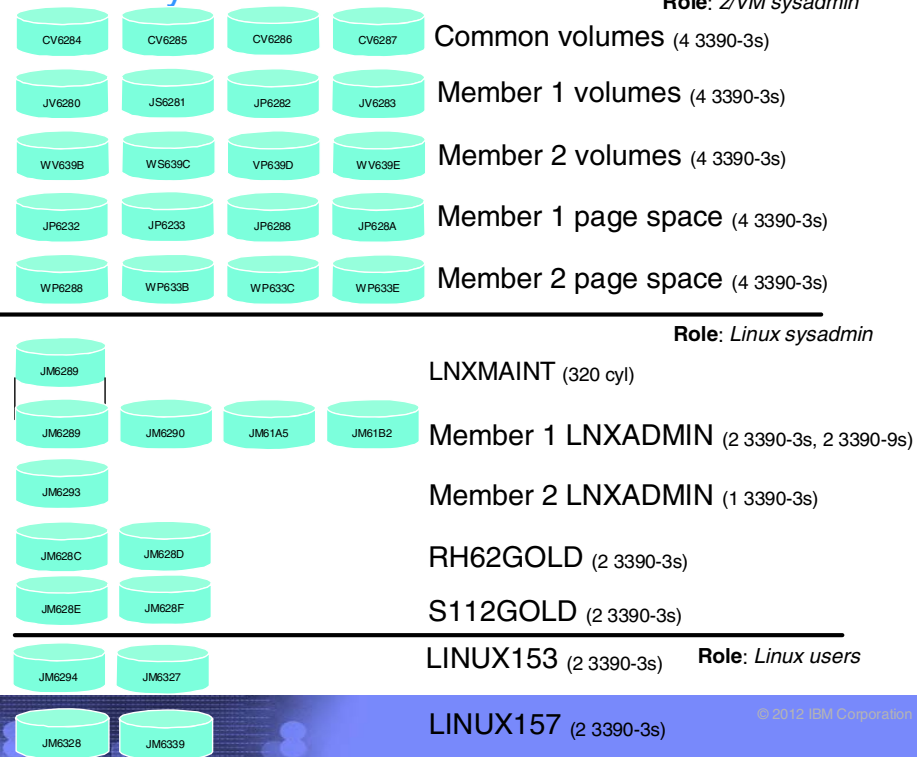 Role: z/VM sysadmin
CV6284 CV6285 CV6286 CV6287 Common volumes (4 3390-3s)
JV6280 JS6281 JP6282 JV6283 Member 1 volumes (4 3390-3s)
WV639B WS639C VP639D WV639E Member 2 volumes (4 3390-3s)
JP6232 JP6233 JP6288 JP628A Member 1 page space (4 3390-3s)
WP6288 WP633B WP633C WP633E Member 2 page space (4 3390-3s)
Role: Linux sysadmin
JM6289 LNXMAINT (320 cyl)
JM6289 JM6290 JM61A5 JM61B2 Member 1 LNXADMIN (2 3390-3s, 2 3390-9s)
JM6293 Member 2 LNXADMIN (1 3390-3s)
JM628C JM628D RH62GOLD (2 3390-3s)
JM628E JM628F S112GOLD (2 3390-3s)
JM6294 JM6327 LINUX153 (2 3390-3s) Role: Linux users
JM6328 JM6339 LINUX157 (2 3390-3s) © 2012 IBM Corporation